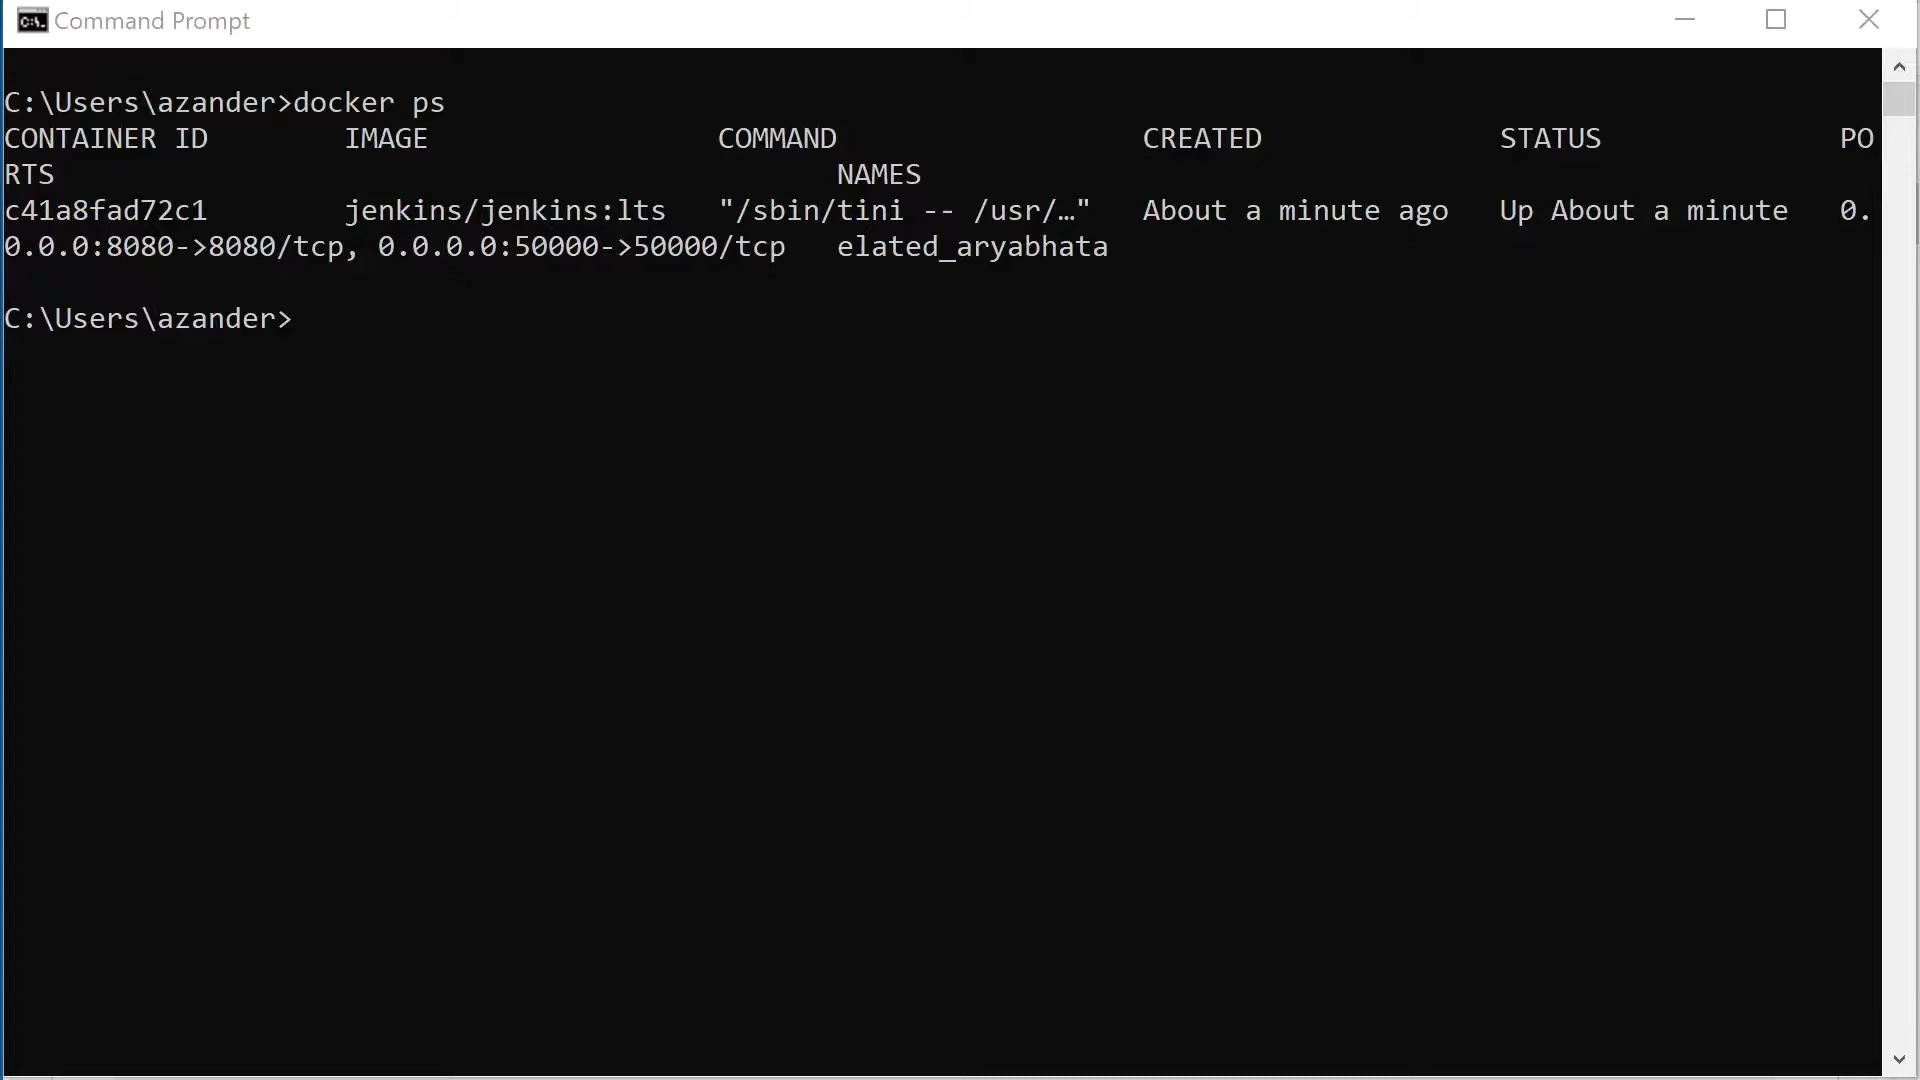 Command Prompt
C:\Users\azander>docker ps
CONTAINER ID        IMAGE                 COMMAND                  CREATED              STATUS              PO
RTS                                              NAMES
c41a8fad72c1        jenkins/jenkins:lts   "/sbin/tini -- /usr/…"   About a minute ago   Up About a minute   0.
0.0.0:8080->8080/tcp, 0.0.0.0:50000->50000/tcp   elated_aryabhata
C:\Users\azander>